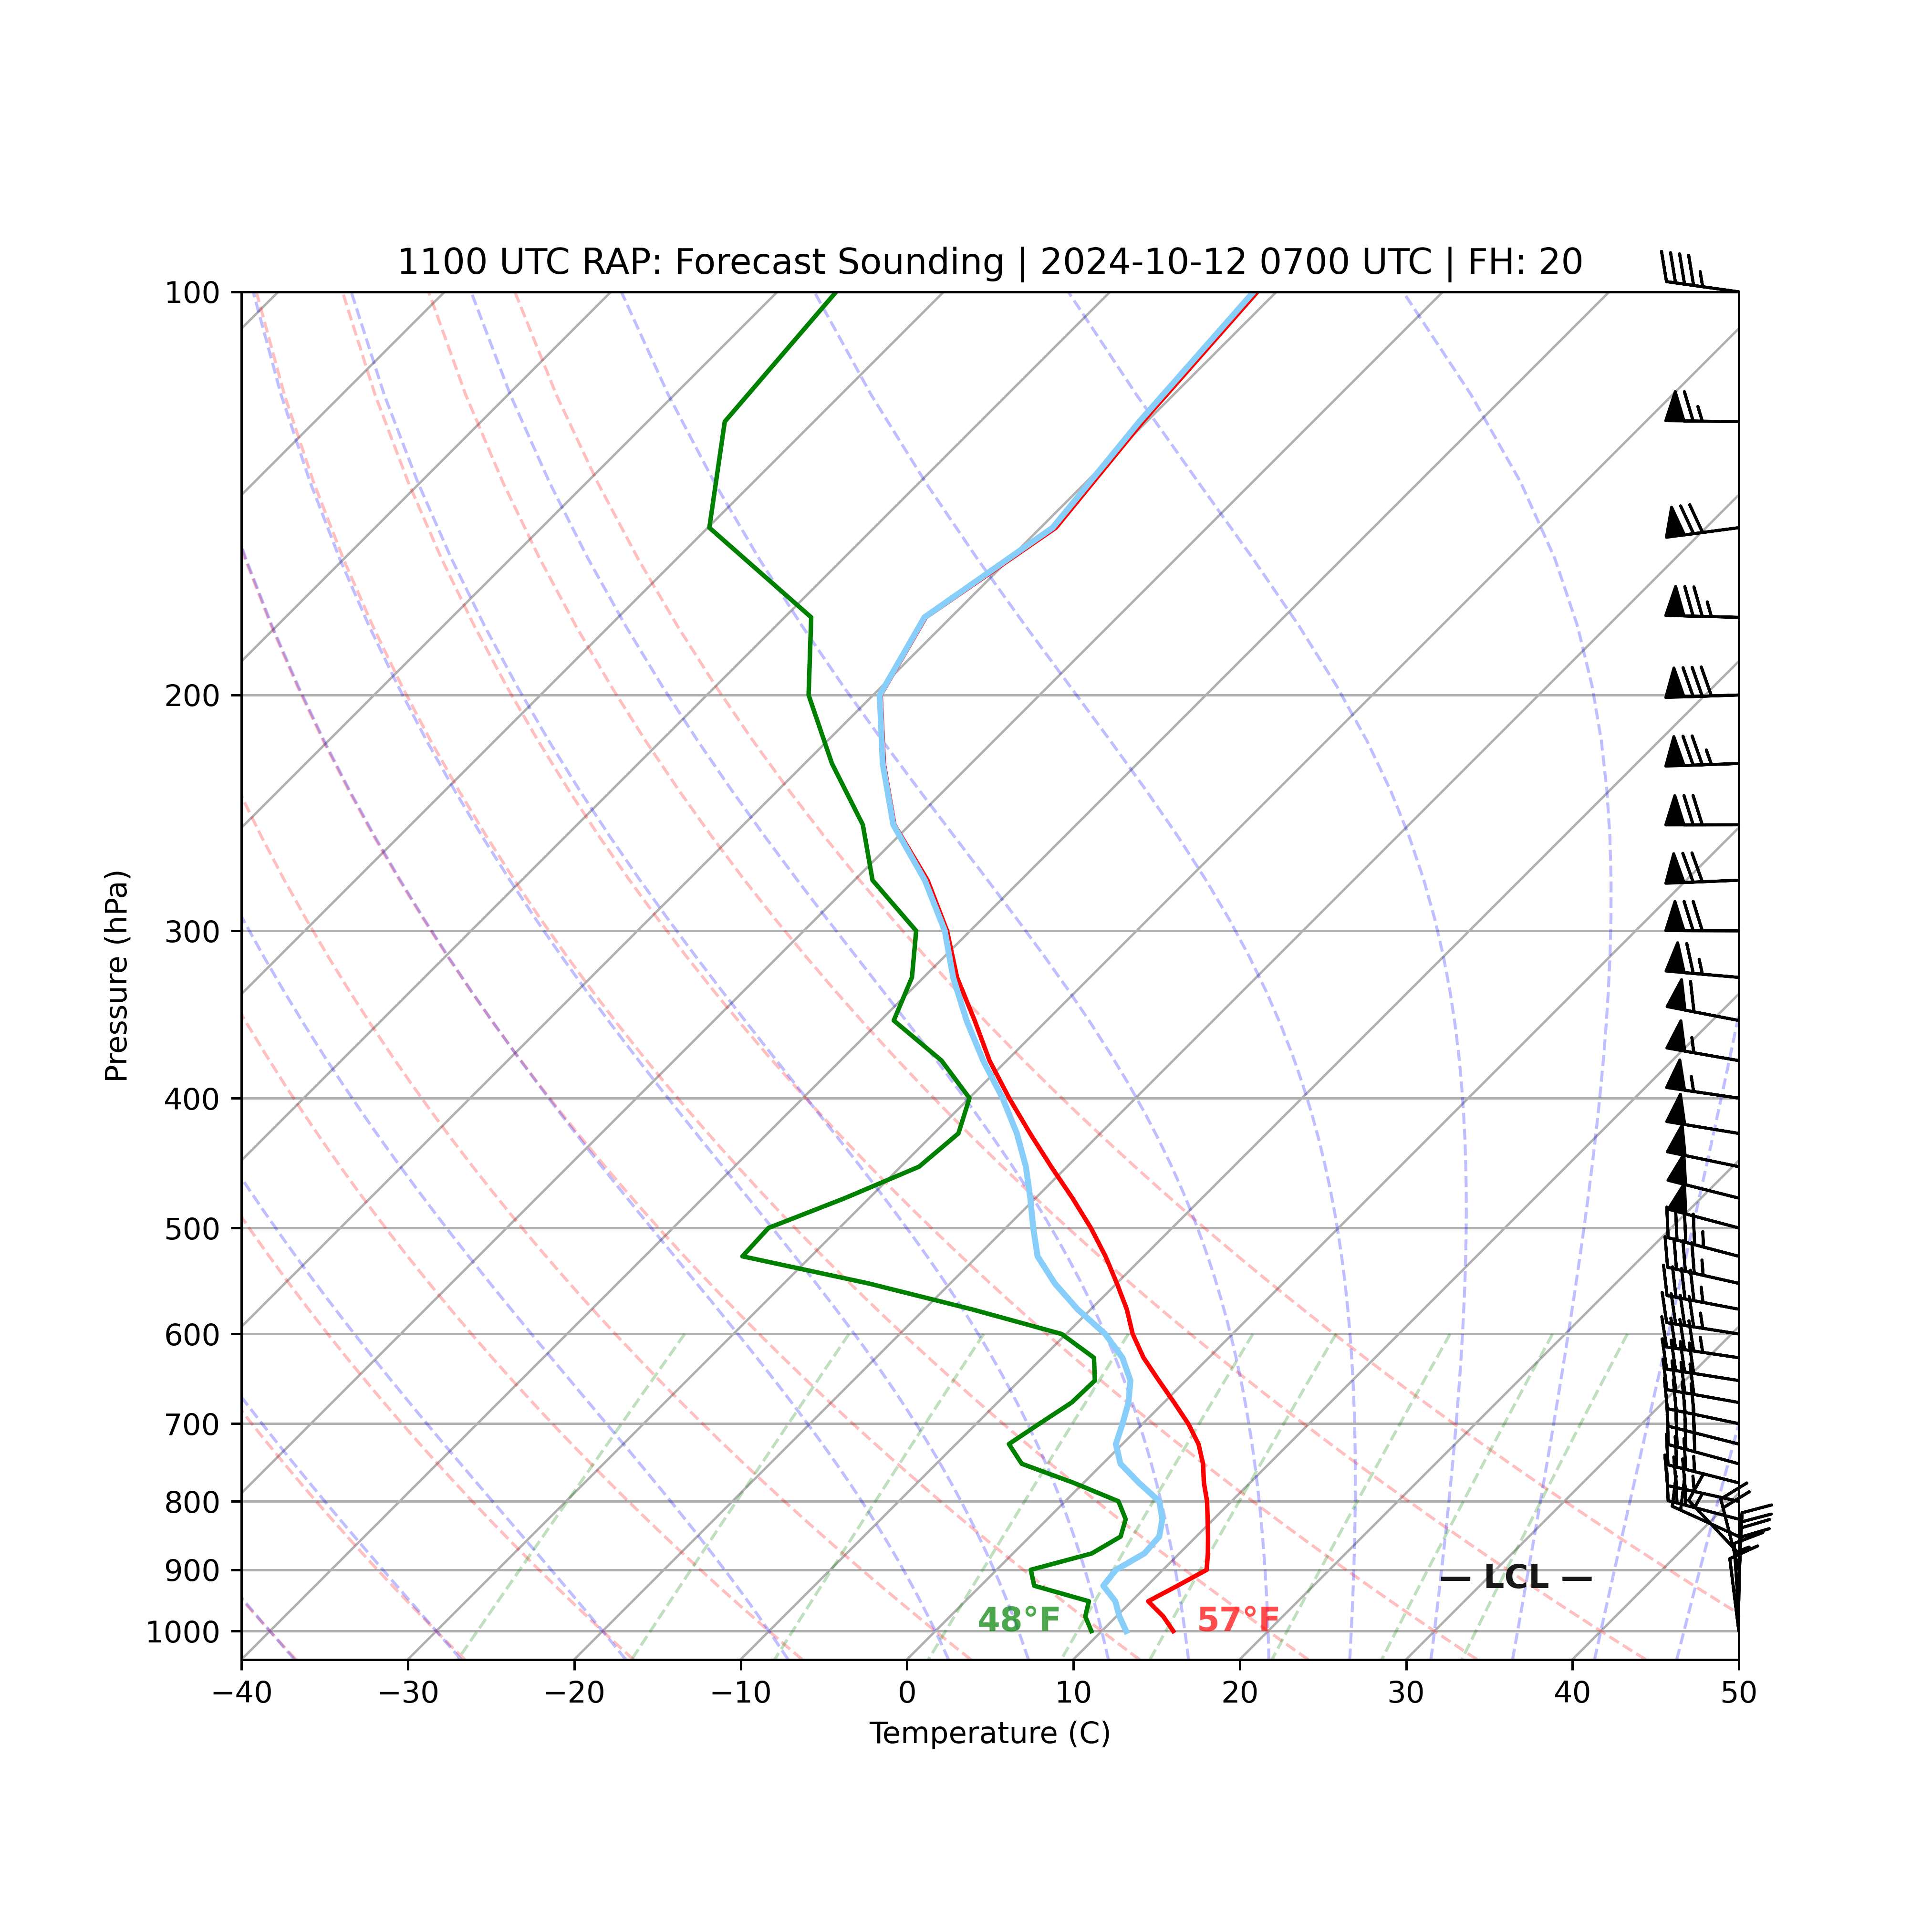 1100 UTC RAP: Forecast Sounding | 2024-10-12 0700 UTC | FH: 20
100
200
300
400
500
600
700
800
900
1000
Pressure (hPa)
— LCL —
48°F
57°F
−40 −30 −20 −10 0 10 20 30 40 50
Temperature (C)